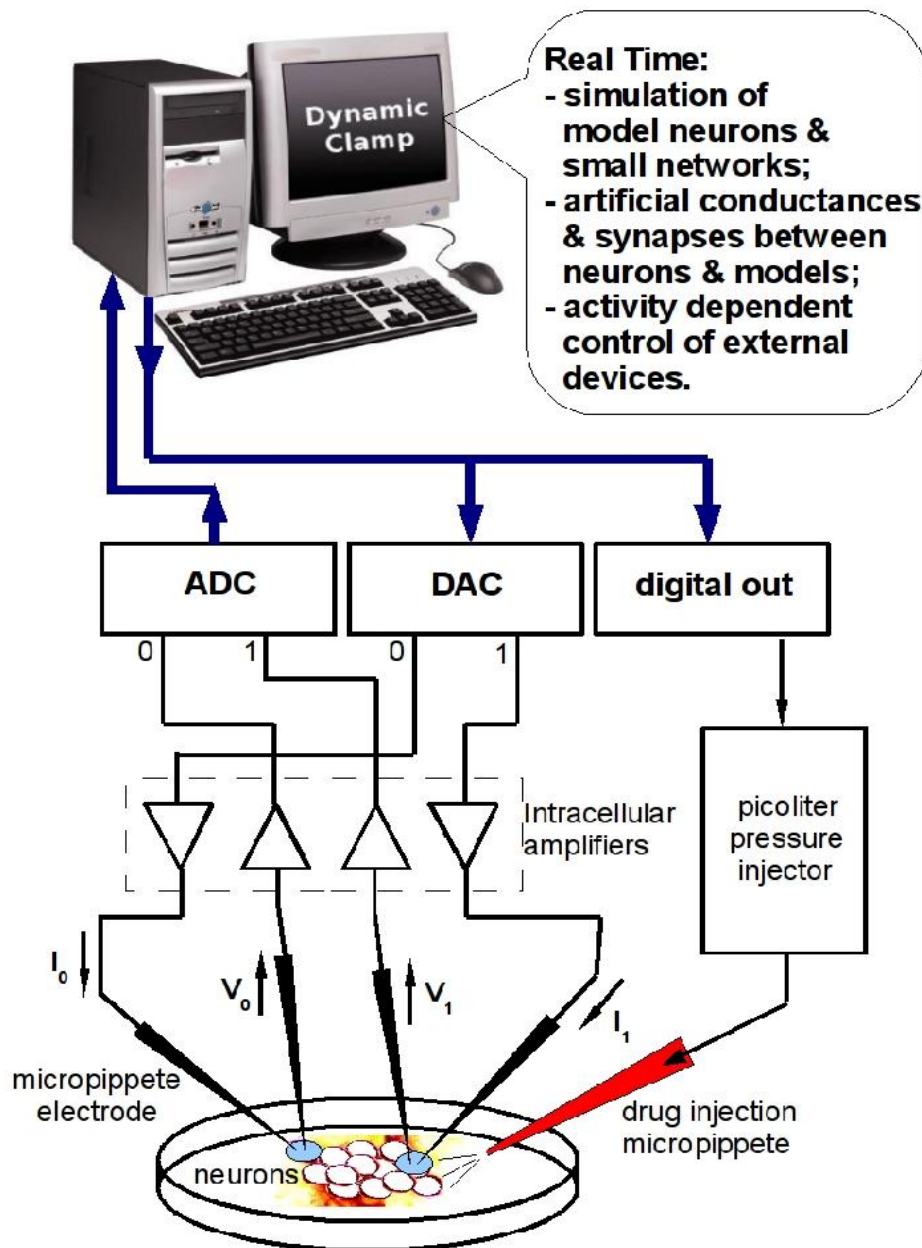 Dynamic
Clamp
Real Time:
- simulation of
model neurons &
small networks;
- artificial conductances
& synapses between
neurons & models;
- activity dependent
control of external
devices.
ADC
DAC
digital out
0
1
0
1
Intracellular
amplifiers
picoliter
pressure
injector
I0
V0
V1
I1
micropippete
electrode
drug injection
micropippete
neurons